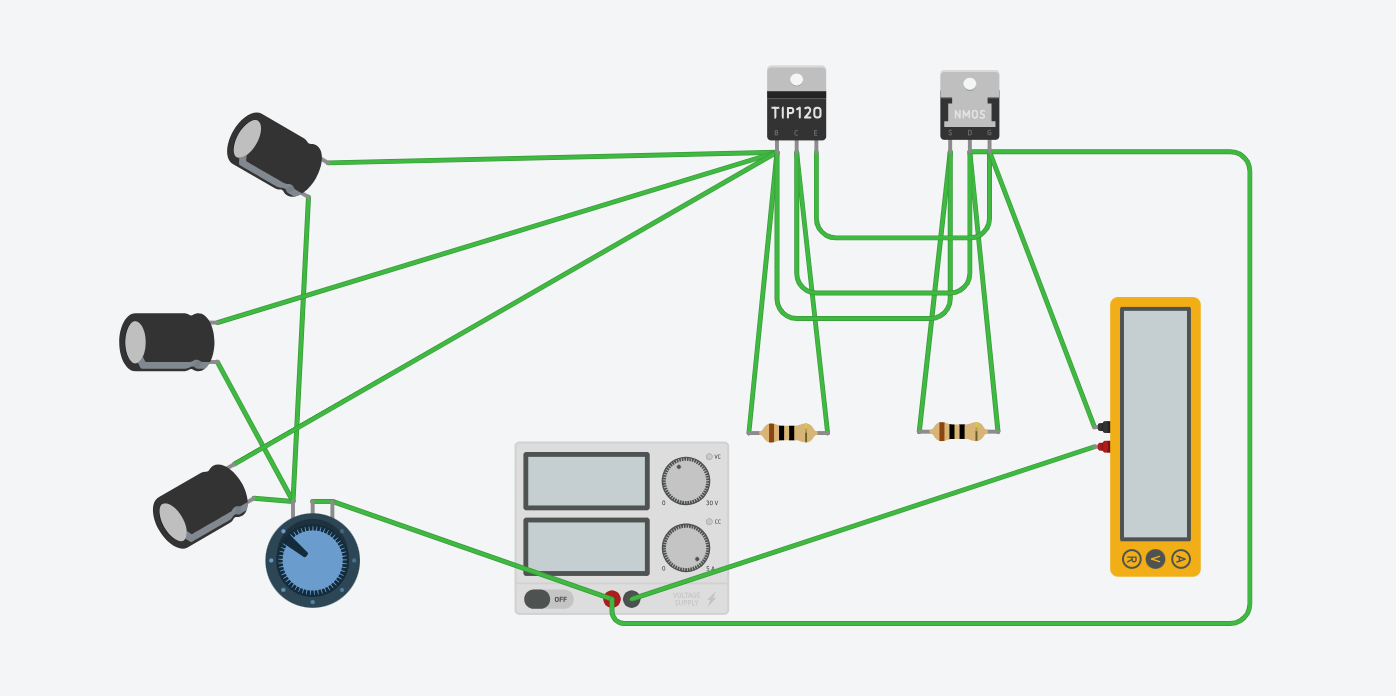 TIP120
B C E
NMOS
S D G
VC
0 30 V
CC
0 5 A
OFF
VOLTAGE
SUPPLY
R V A